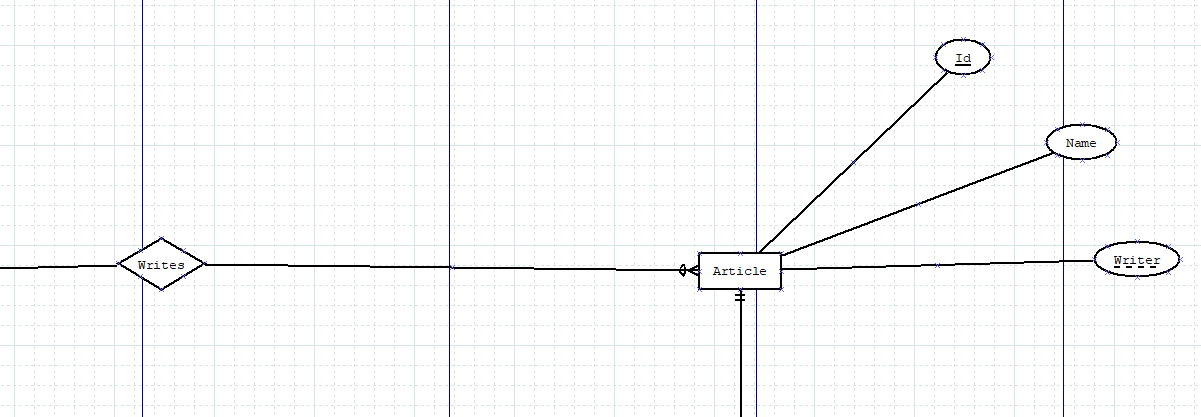 Id
Name
Writes
Article
Writer